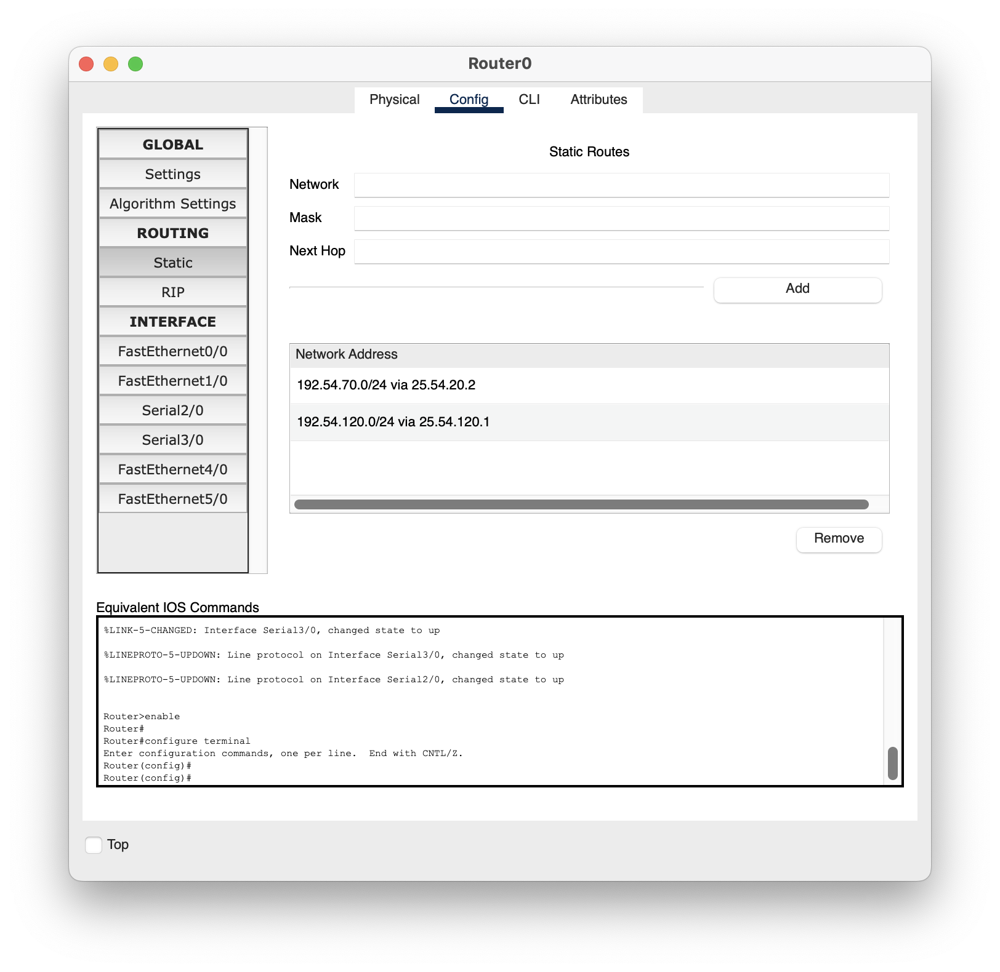 Router0
Physical Config CLI Attributes
GLOBAL
Settings
Algorithm Settings
ROUTING
Static
RIP
INTERFACE
FastEthernet0/0
FastEthernet1/0
Serial2/0
Serial3/0
FastEthernet4/0
FastEthernet5/0
Static Routes
Network
Mask
Next Hop
Add
Network Address
192.54.70.0/24 via 25.54.20.2
192.54.120.0/24 via 25.54.120.1
Remove
Equivalent IOS Commands
%LINK-5-CHANGED: Interface Serial3/0, changed state to up
%LINEPROTO-5-UPDOWN: Line protocol on Interface Serial3/0, changed state to up
%LINEPROTO-5-UPDOWN: Line protocol on Interface Serial2/0, changed state to up
Router>enable
Router#
Router#configure terminal
Enter configuration commands, one per line.  End with CNTL/Z.
Router(config)#
Router(config)#
Top